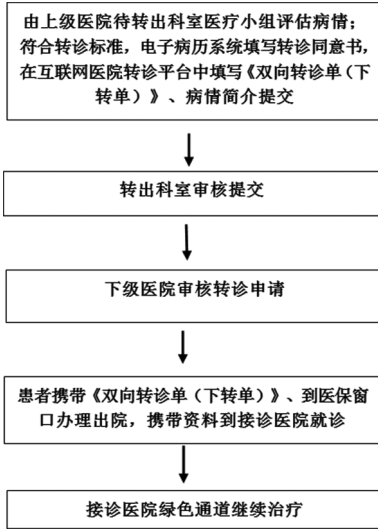 由上级医院待转出科室医疗小组评估病情；
符合转诊标准，电子病历系统填写转诊同意书，
在互联网医院转诊平台中填写《双向转诊单（下
转单）》、病情简介提交
转出科室审核提交
下级医院审核转诊申请
患者携带《双向转诊单（下转单）》、到医保窗
口办理出院，携带资料到接诊医院就诊
接诊医院绿色通道继续治疗